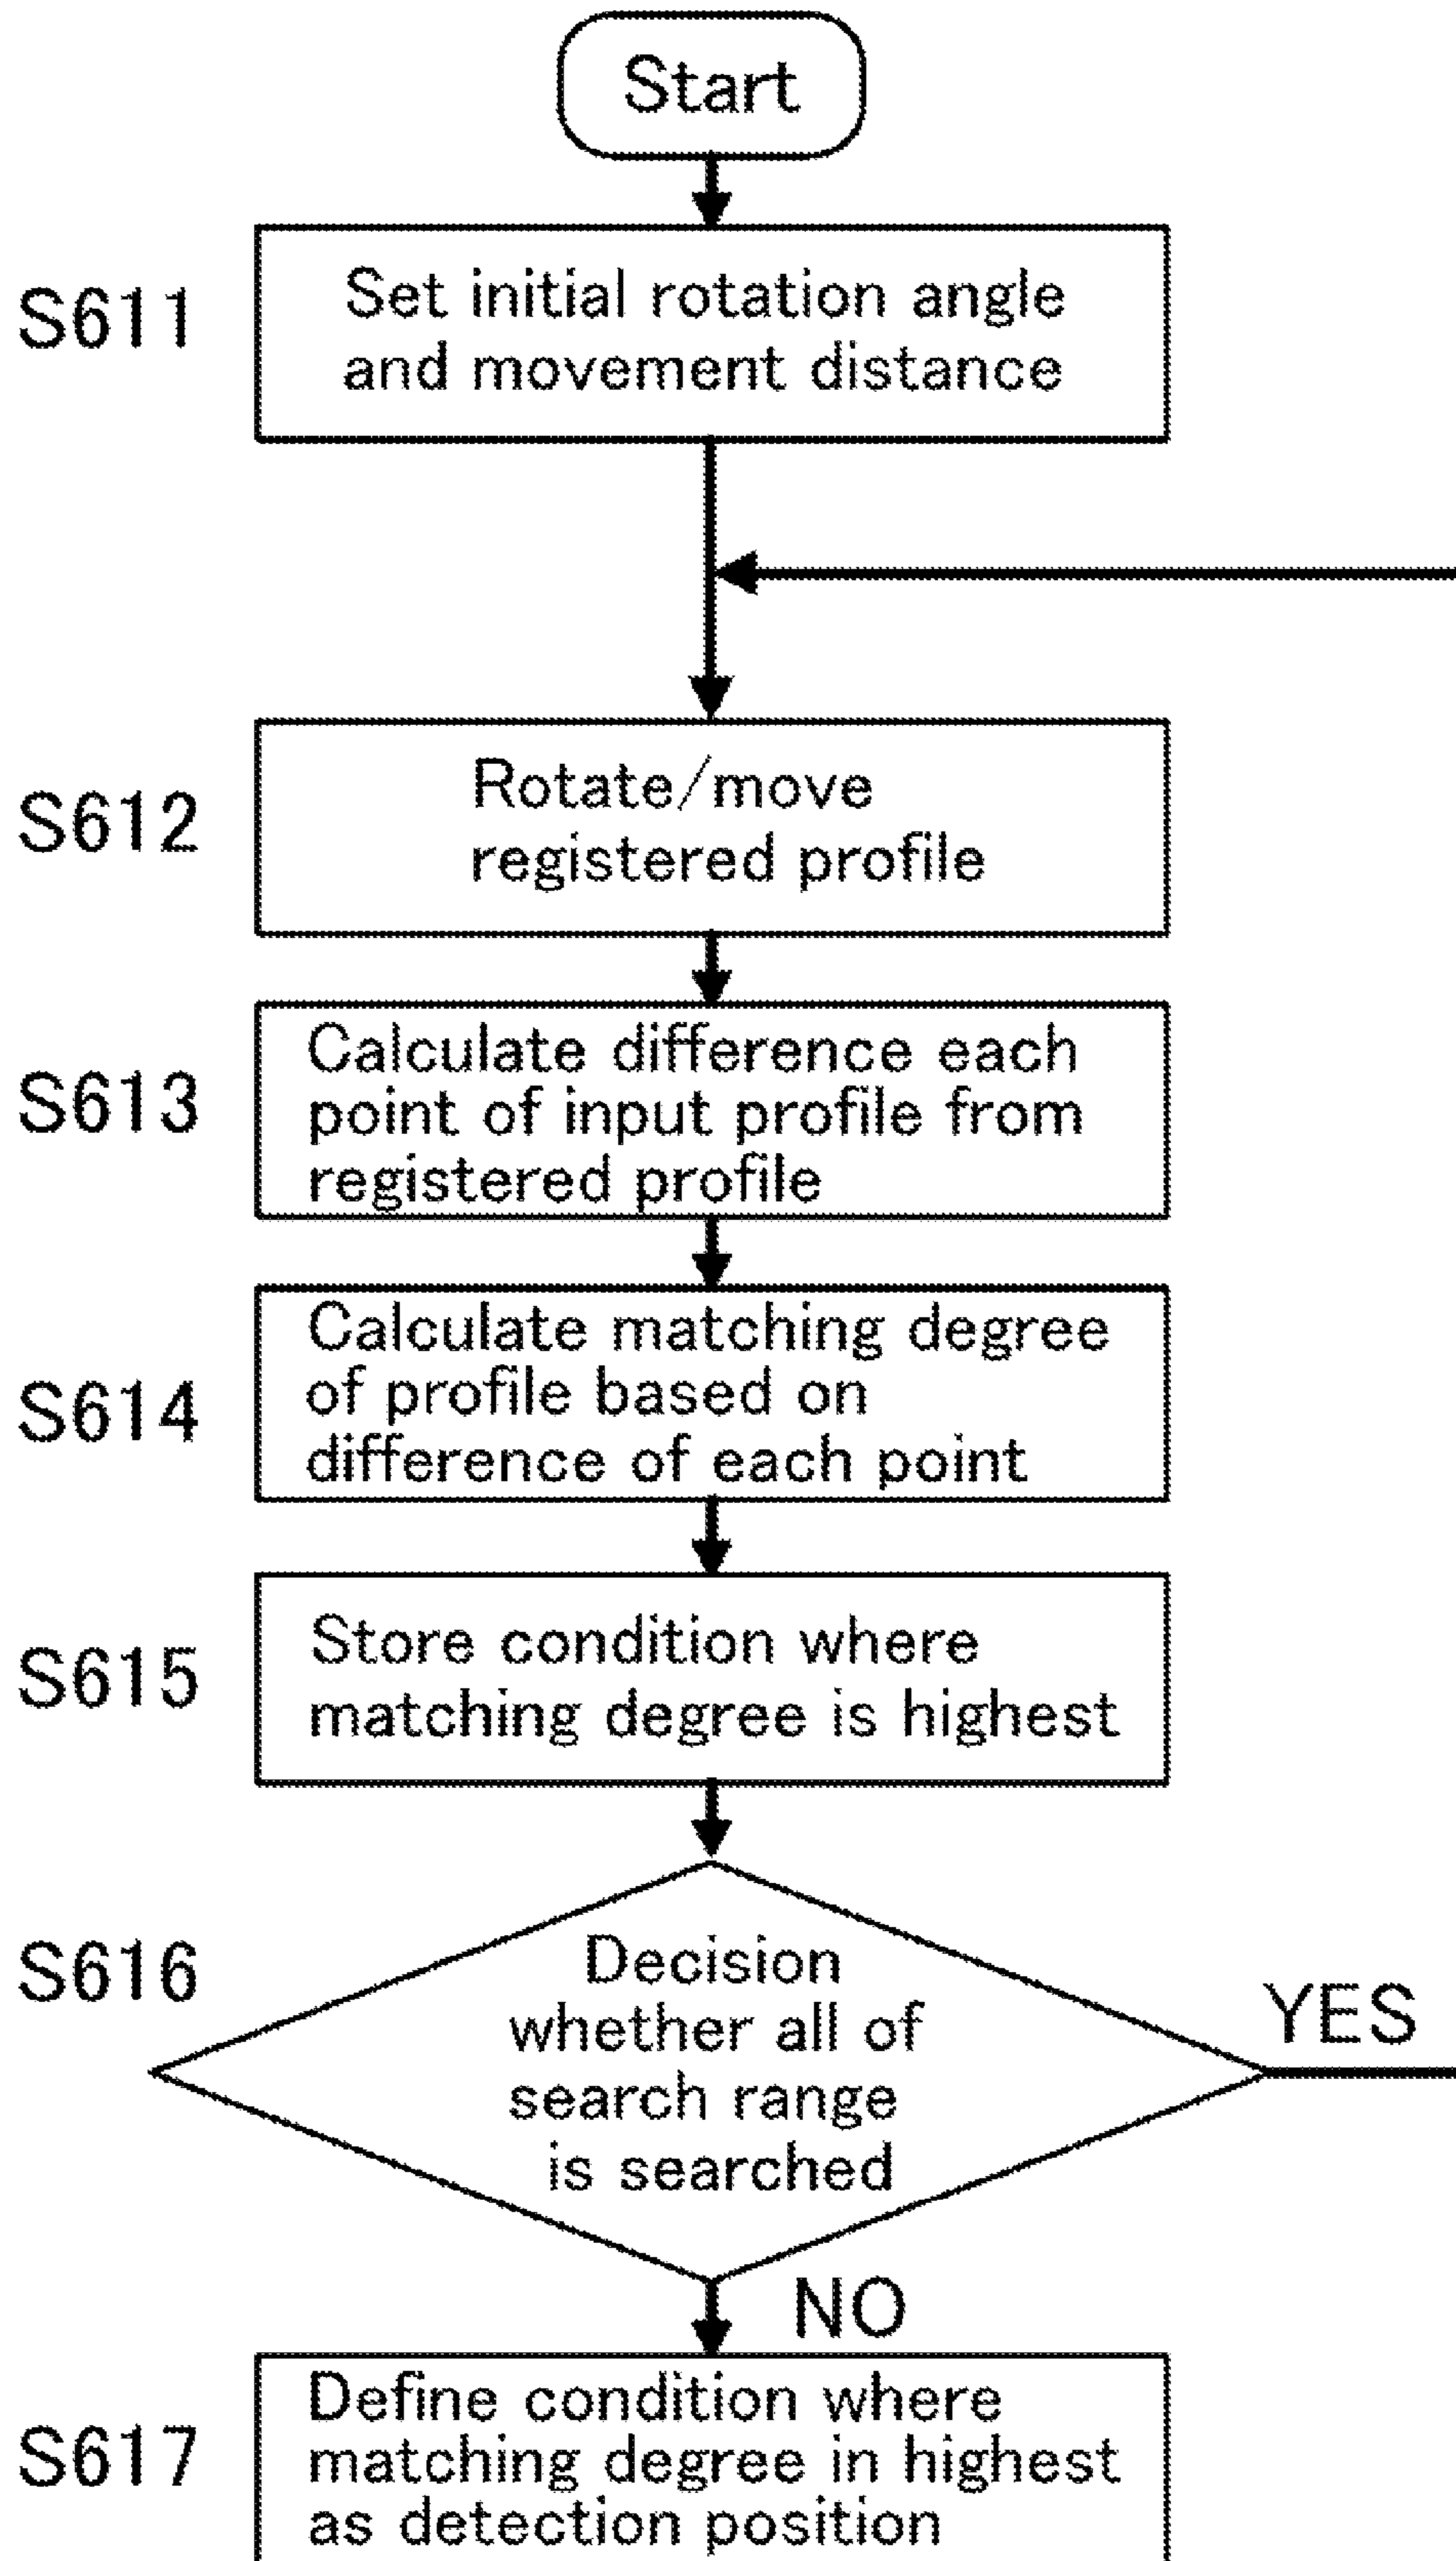 Start
S611
Set initial rotation angle
and movement distance
S612
Rotate/move
registered profile
S613
Calculate difference each
point of input profile from
registered profile
S614
Calculate matching degree
of profile based on
difference of each point
S615
Store condition where
matching degree is highest
S616
Decision
whether all of
search range
is searched
YES
NO
S617
Define condition where
matching degree in highest
as detection position